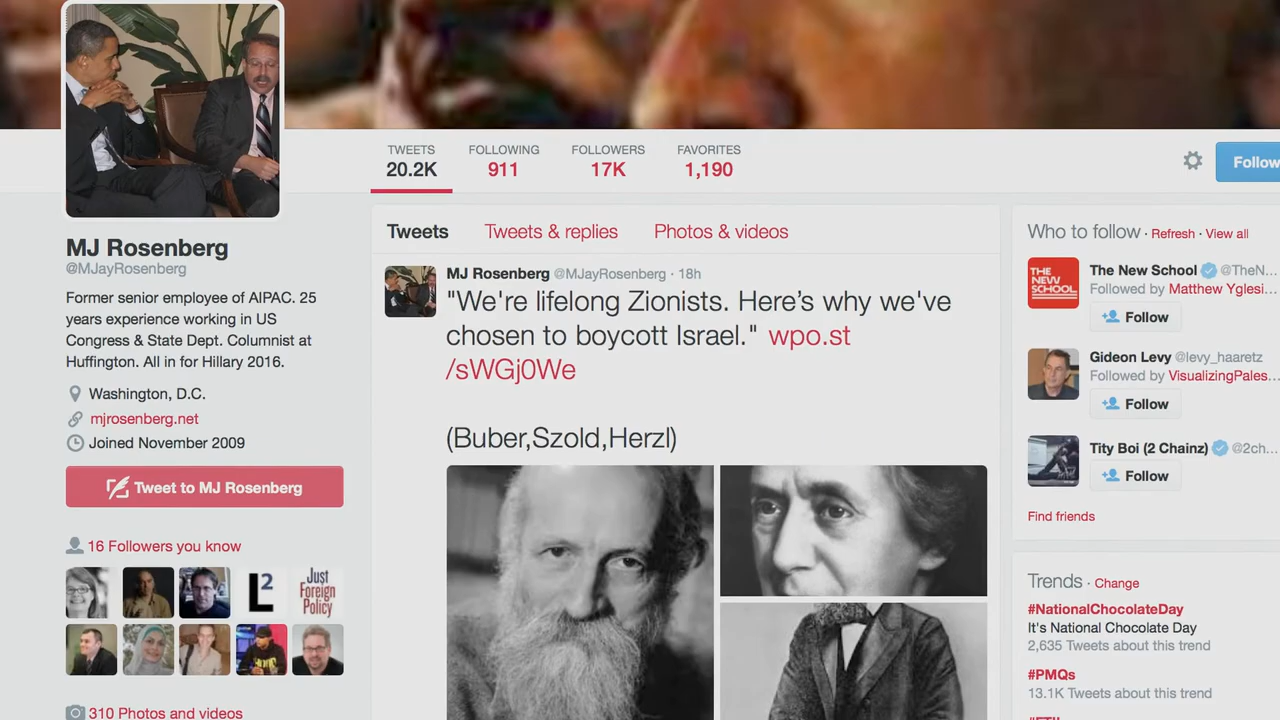 TWEETS FOLLOWING FOLLOWERS FAVORITES
20.2K 911 17K 1,190
Follow
MJ Rosenberg
@MJayRosenberg
Former senior employee of AIPAC. 25
years experience working in US
Congress & State Dept. Columnist at
Huffington. All in for Hillary 2016.
Washington, D.C.
mjrosenberg.net
Joined November 2009
Tweet to MJ Rosenberg
16 Followers you know
L2
Just
Foreign
Policy
310 Photos and videos
Tweets Tweets & replies Photos & videos
MJ Rosenberg @MJayRosenberg · 18h
"We're lifelong Zionists. Here's why we've
chosen to boycott Israel." wpo.st
/sWGj0We
(Buber,Szold,Herzl)
Who to follow · Refresh · View all
THE
NEW
SCHOOL
The New School @TheN...
Followed by Matthew Yglesi...
Follow
Gideon Levy @levy_haaretz
Followed by VisualizingPales...
Follow
Tity Boi (2 Chainz) @2ch...
Follow
Find friends
Trends · Change
#NationalChocolateDay
It's National Chocolate Day
2,635 Tweets about this trend
#PMQs
13.1K Tweets about this trend